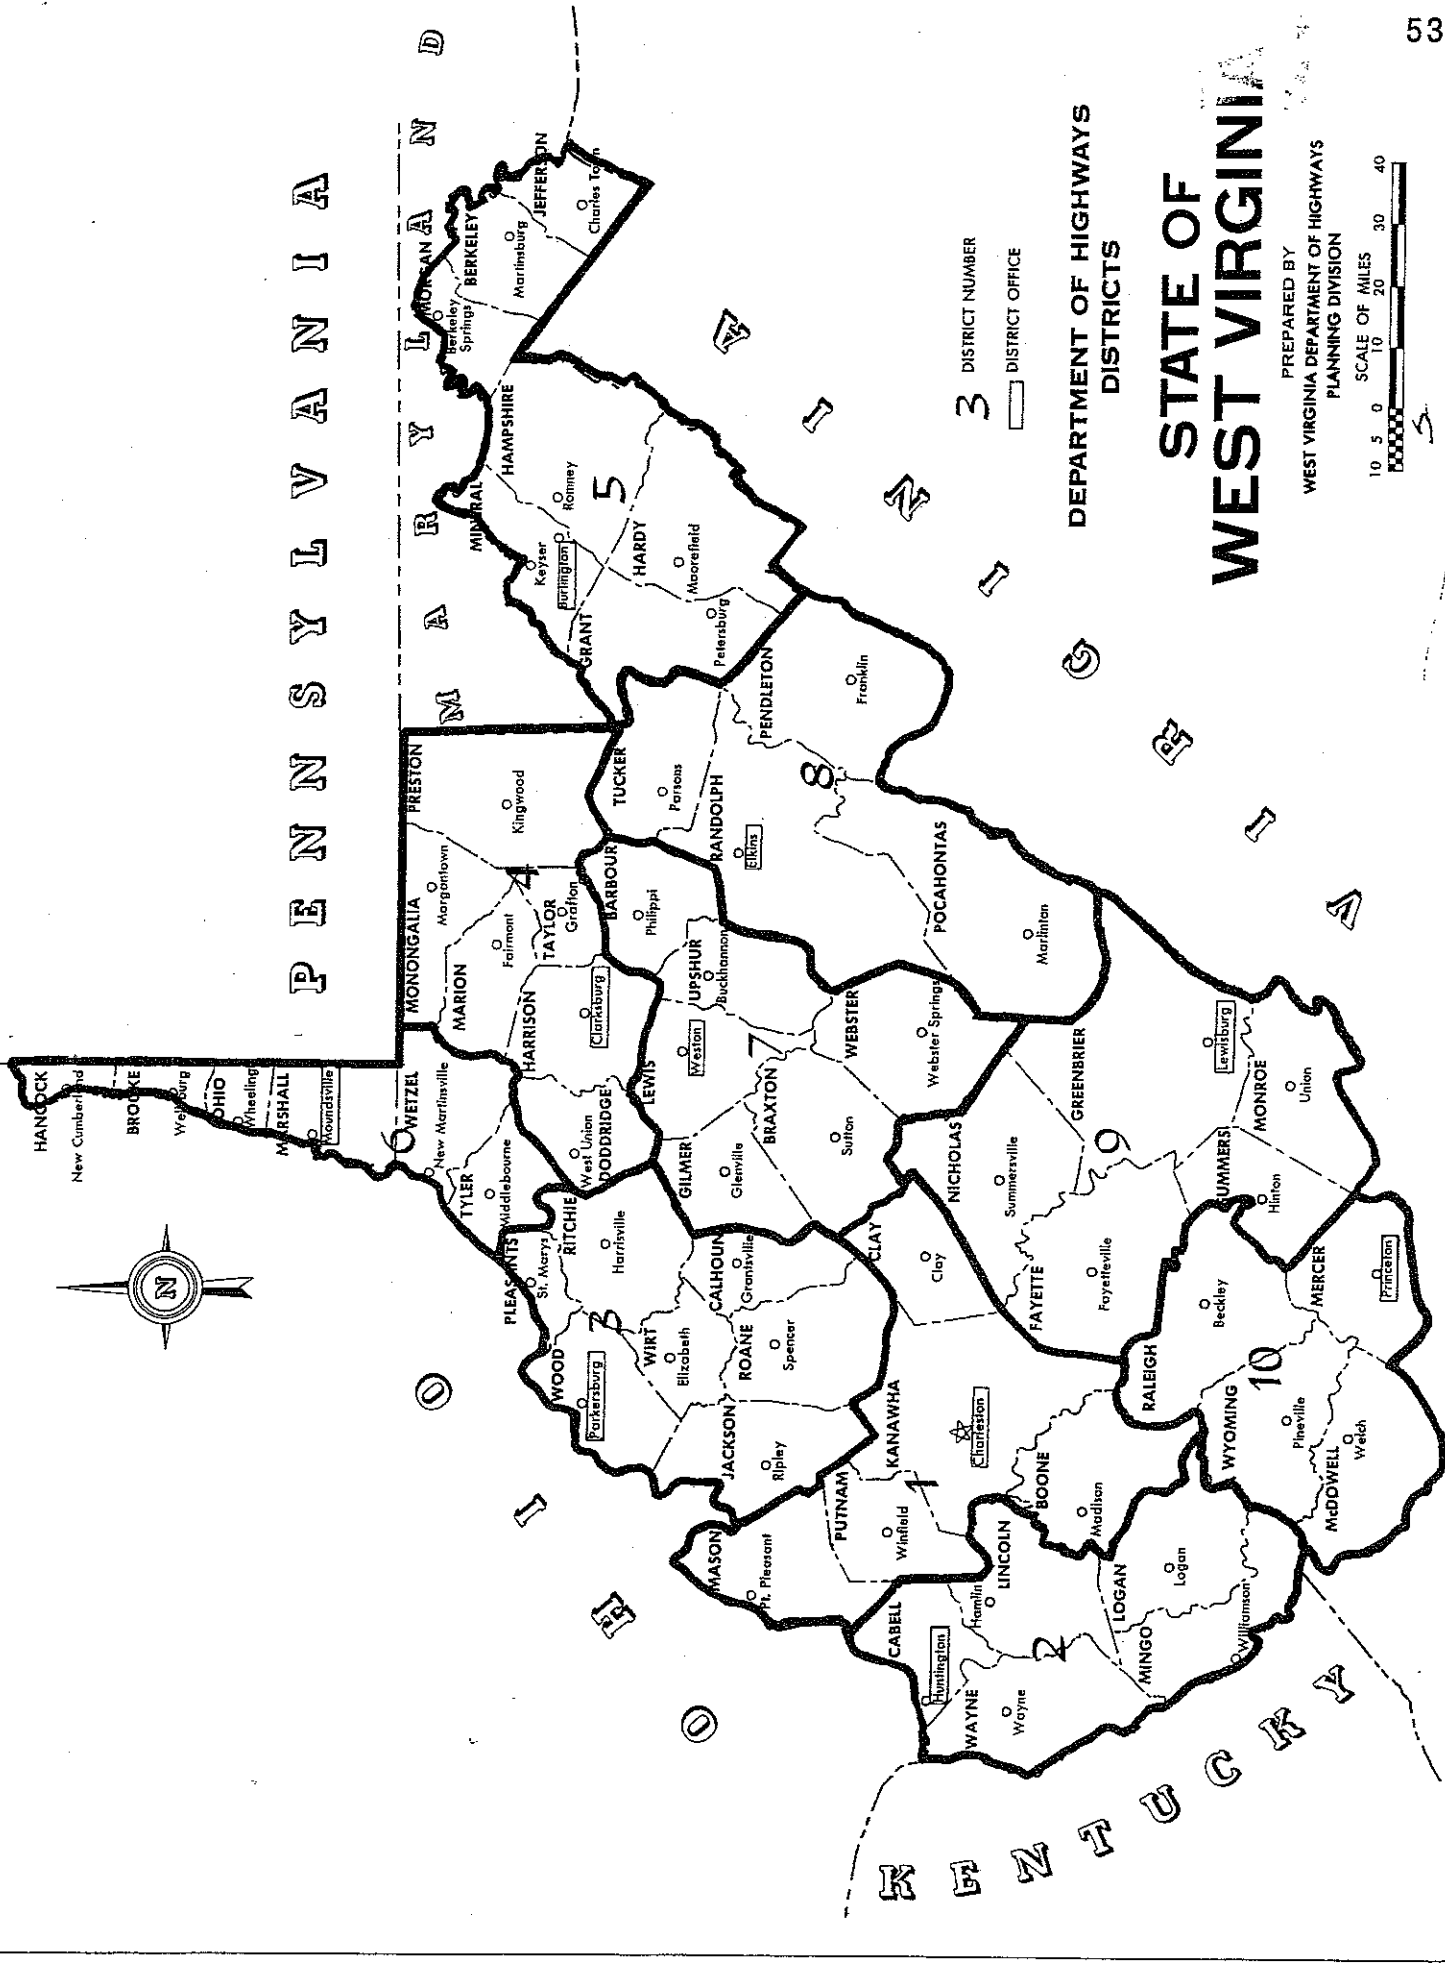 53
PENNSYLVANIA
MARYLAND
OHIO
KENTUCKY
VIRGINIA
N
HANCOCK
New Cumberland
BROOKE
Wellsburg
OHIO
Wheeling
MARSHALL
Moundsville
6
WETZEL
New Martinsville
TYLER
Middlebourne
PLEASANTS
St. Marys
RITCHIE
Harrisville
WOOD
Parkersburg
3
WIRT
Elizabeth
CALHOUN
Grantsville
ROANE
Spencer
JACKSON
Ripley
MONONGALIA
Morgantown
PRESTON
Kingwood
MARION
Fairmont
4
TAYLOR
Grafton
HARRISON
Clarksburg
DODDRIDGE
West Union
BARBOUR
Philippi
UPSHUR
Buckhannon
LEWIS
Weston
7
GILMER
Glenville
BRAXTON
Sutton
WEBSTER
Webster Springs
TUCKER
Parsons
RANDOLPH
Elkins
8
PENDLETON
Franklin
POCAHONTAS
Marlinton
MORGAN
Berkeley
Springs
BERKELEY
Martinsburg
JEFFERSON
Charles Town
HAMPSHIRE
Romney
MINERAL
Keyser
Burlington
5
HARDY
Moorefield
GRANT
Petersburg
MASON
Pt. Pleasant
PUTNAM
Winfield
1
KANAWHA
Charleston
CLAY
Clay
BOONE
Madison
CABELL
Huntington
WAYNE
Wayne
LINCOLN
Hamlin
2
LOGAN
Logan
MINGO
Williamson
NICHOLAS
Summersville
GREENBRIER
Lewisburg
9
FAYETTE
Fayetteville
SUMMERS
Hinton
MONROE
Union
RALEIGH
Beckley
MERCER
Princeton
10
WYOMING
Pineville
McDOWELL
Welch
3 DISTRICT NUMBER
DISTRICT OFFICE
DEPARTMENT OF HIGHWAYS
DISTRICTS
STATE OF
WEST VIRGINIA
PREPARED BY
WEST VIRGINIA DEPARTMENT OF HIGHWAYS
PLANNING DIVISION
SCALE OF MILES
10 5 0 10 20 30 40
5